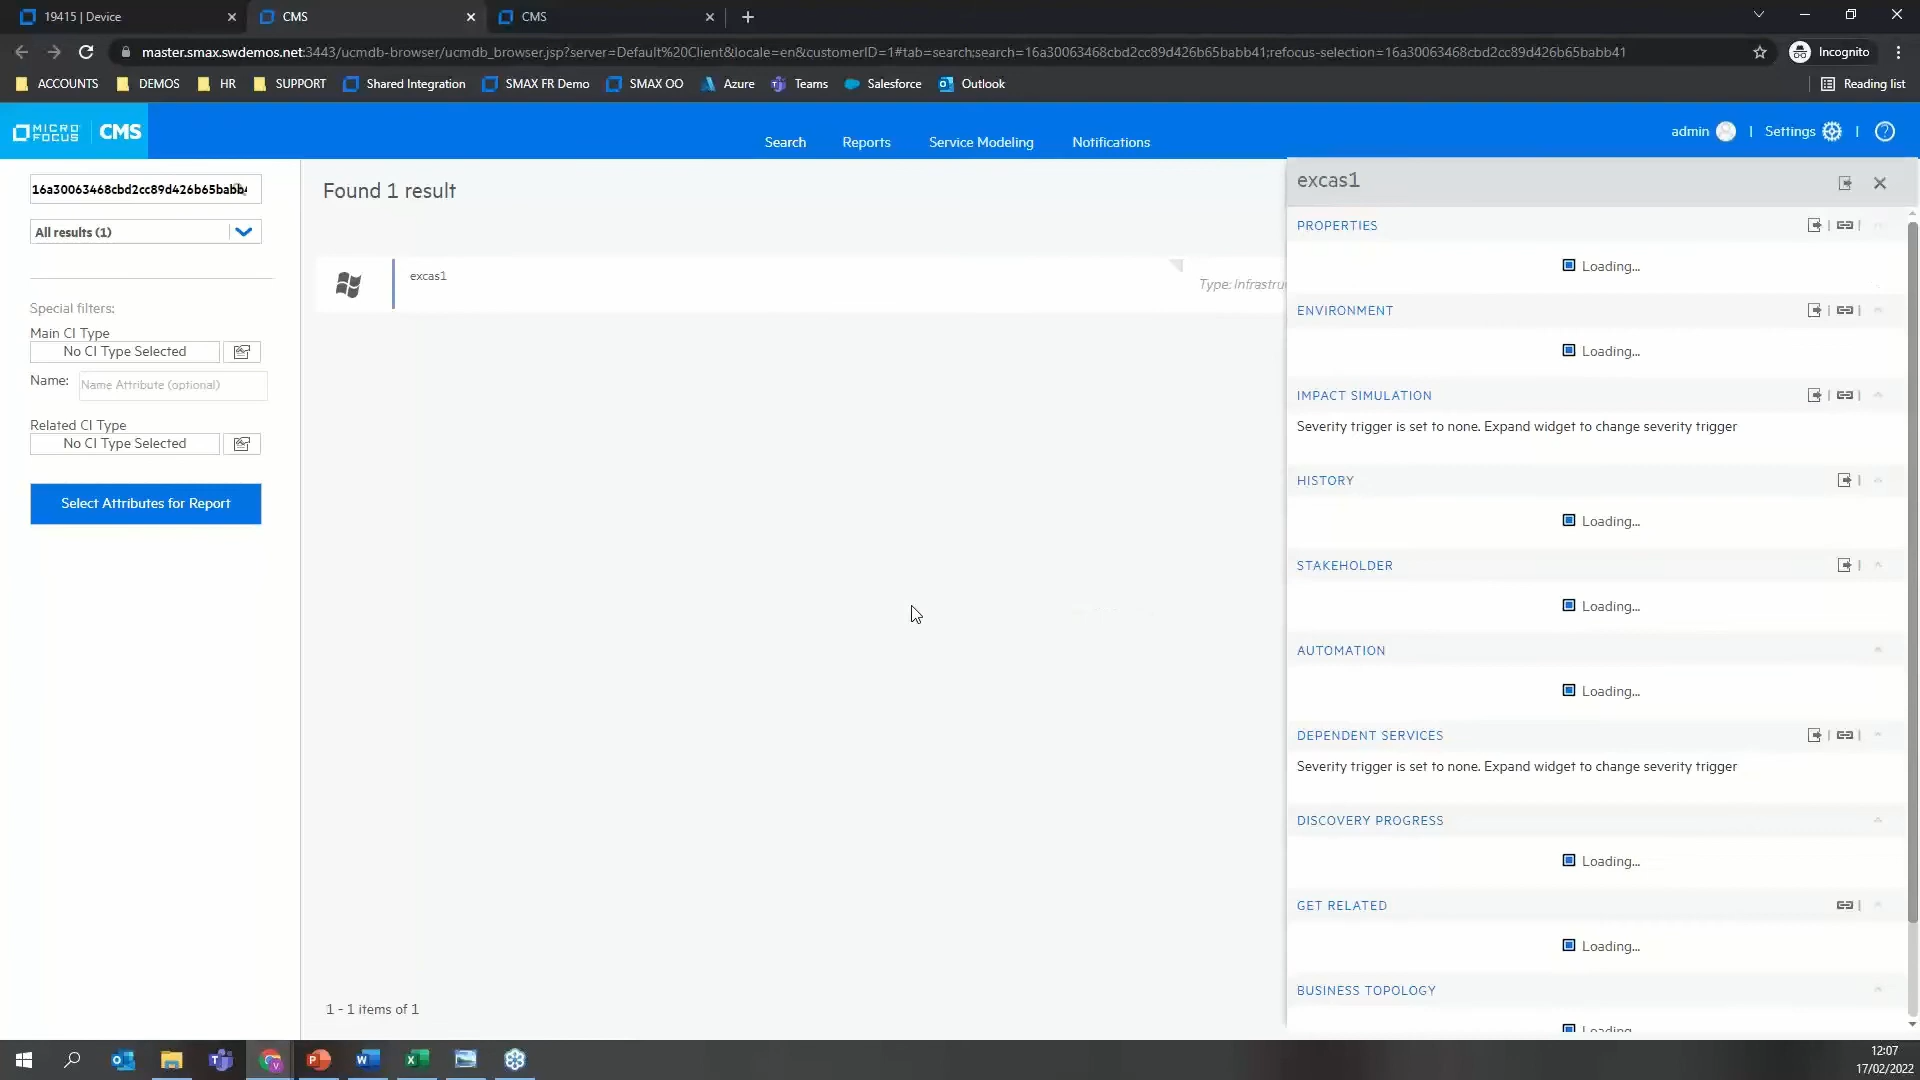 19415 | Device
CMS
CMS
master.smax.swdemos.net:3443/ucmdb-browser/ucmdb_browser.jsp?server=Default%20Client&locale=en&customerID=1#tab=search;search=16a30063468cbd2cc89d426b65babb41;refocus-selection=16a30063468cbd2cc89d426b65babb41
Incognito
ACCOUNTS
DEMOS
HR
SUPPORT
Shared Integration
SMAX FR Demo
SMAX OO
Azure
Teams
Salesforce
Outlook
Reading list
MICRO FOCUS
CMS
Search
Reports
Service Modeling
Notifications
admin
Settings
16a30063468cbd2cc89d426b65babb
All results (1)
Special filters:
Main CI Type
No CI Type Selected
Name:
Name Attribute (optional)
Related CI Type
No CI Type Selected
Select Attributes for Report
Found 1 result
excas1
Type: Infrastru
1 - 1 items of 1
excas1
PROPERTIES
Loading...
ENVIRONMENT
Loading...
IMPACT SIMULATION
Severity trigger is set to none. Expand widget to change severity trigger
HISTORY
Loading...
STAKEHOLDER
Loading...
AUTOMATION
Loading...
DEPENDENT SERVICES
Severity trigger is set to none. Expand widget to change severity trigger
DISCOVERY PROGRESS
Loading...
GET RELATED
Loading...
BUSINESS TOPOLOGY
Loading...
12:07
17/02/2022